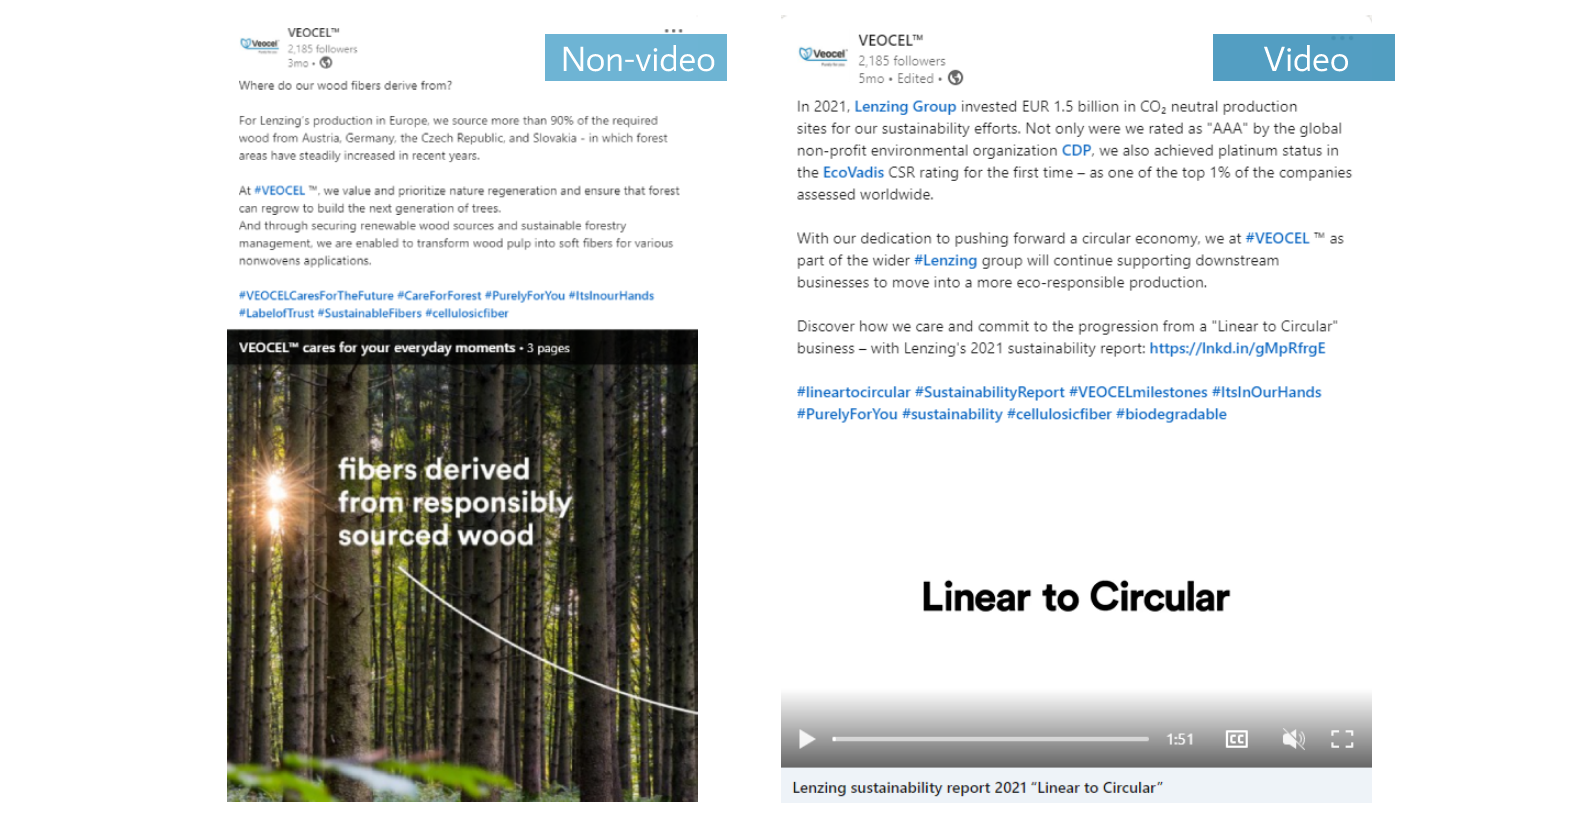 VEOCEL™
2,185 followers
3mo •
Non-video
Veocel
Where do our wood fibers derive from?
For Lenzing's production in Europe, we source more than 90% of the required
wood from Austria, Germany, the Czech Republic, and Slovakia - in which forest
areas have steadily increased in recent years.
At #VEOCEL ™, we value and prioritize nature regeneration and ensure that forest
can regrow to build the next generation of trees.
And through securing renewable wood sources and sustainable forestry
management, we are enabled to transform wood pulp into soft fibers for various
nonwovens applications.
#VEOCELCaresForTheFuture #CareForForest #PurelyForYou #ItsInourHands
#LabelofTrust #SustainableFibers #cellulosicfiber
VEOCEL™ cares for your everyday moments • 3 pages
fibers derived
from responsibly
sourced wood
VEOCEL™
2,185 followers
5mo • Edited •
Video
Veocel
In 2021, Lenzing Group invested EUR 1.5 billion in CO₂ neutral production
sites for our sustainability efforts. Not only were we rated as "AAA" by the global
non-profit environmental organization CDP, we also achieved platinum status in
the EcoVadis CSR rating for the first time – as one of the top 1% of the companies
assessed worldwide.
With our dedication to pushing forward a circular economy, we at #VEOCEL ™ as
part of the wider #Lenzing group will continue supporting downstream
businesses to move into a more eco-responsible production.
Discover how we care and commit to the progression from a "Linear to Circular"
business – with Lenzing's 2021 sustainability report: https://lnkd.in/gMpRfrgE
#lineartocircular #SustainabilityReport #VEOCELmilestones #ItsInOurHands
#PurelyForYou #sustainability #cellulosicfiber #biodegradable
Linear to Circular
1:51
CC
Lenzing sustainability report 2021 “Linear to Circular”